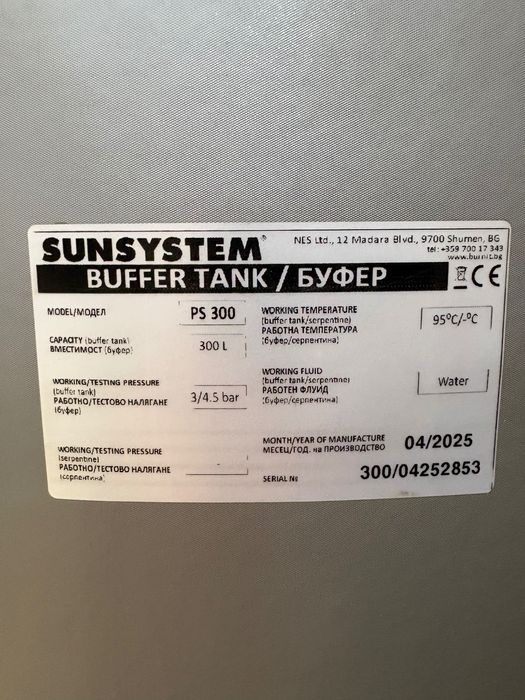 SUNSYSTEM®
NES Ltd., 12 Madara Blvd., 9700 Shumen, BG
tel: +359 700 17 343
www.burnit.bg
BUFFER TANK / БУФЕР
CE
MODEL/МОДЕЛ
PS 300
CAPACITY (buffer tank)
ВМЕСТИМОСТ (буфер)
300 L
WORKING/TESTING PRESSURE
(buffer tank)
РАБОТНО/ТЕСТОВО НАЛЯГАНЕ
(буфер)
3/4.5 bar
WORKING/TESTING PRESSURE
(serpentine)
РАБОТНО/ТЕСТОВО НАЛЯГАНЕ
(серпентина)
WORKING TEMPERATURE
(buffer tank/serpentine)
РАБОТНА ТЕМПЕРАТУРА
(буфер/серпентина)
95°C/-°C
WORKING FLUID
(buffer tank/serpentine)
РАБОТЕН ФЛУИД
(буфер/серпентина)
Water
MONTH/YEAR OF MANUFACTURE
МЕСЕЦ/ГОД. на ПРОИЗВОДСТВО
04/2025
SERIAL №
300/04252853